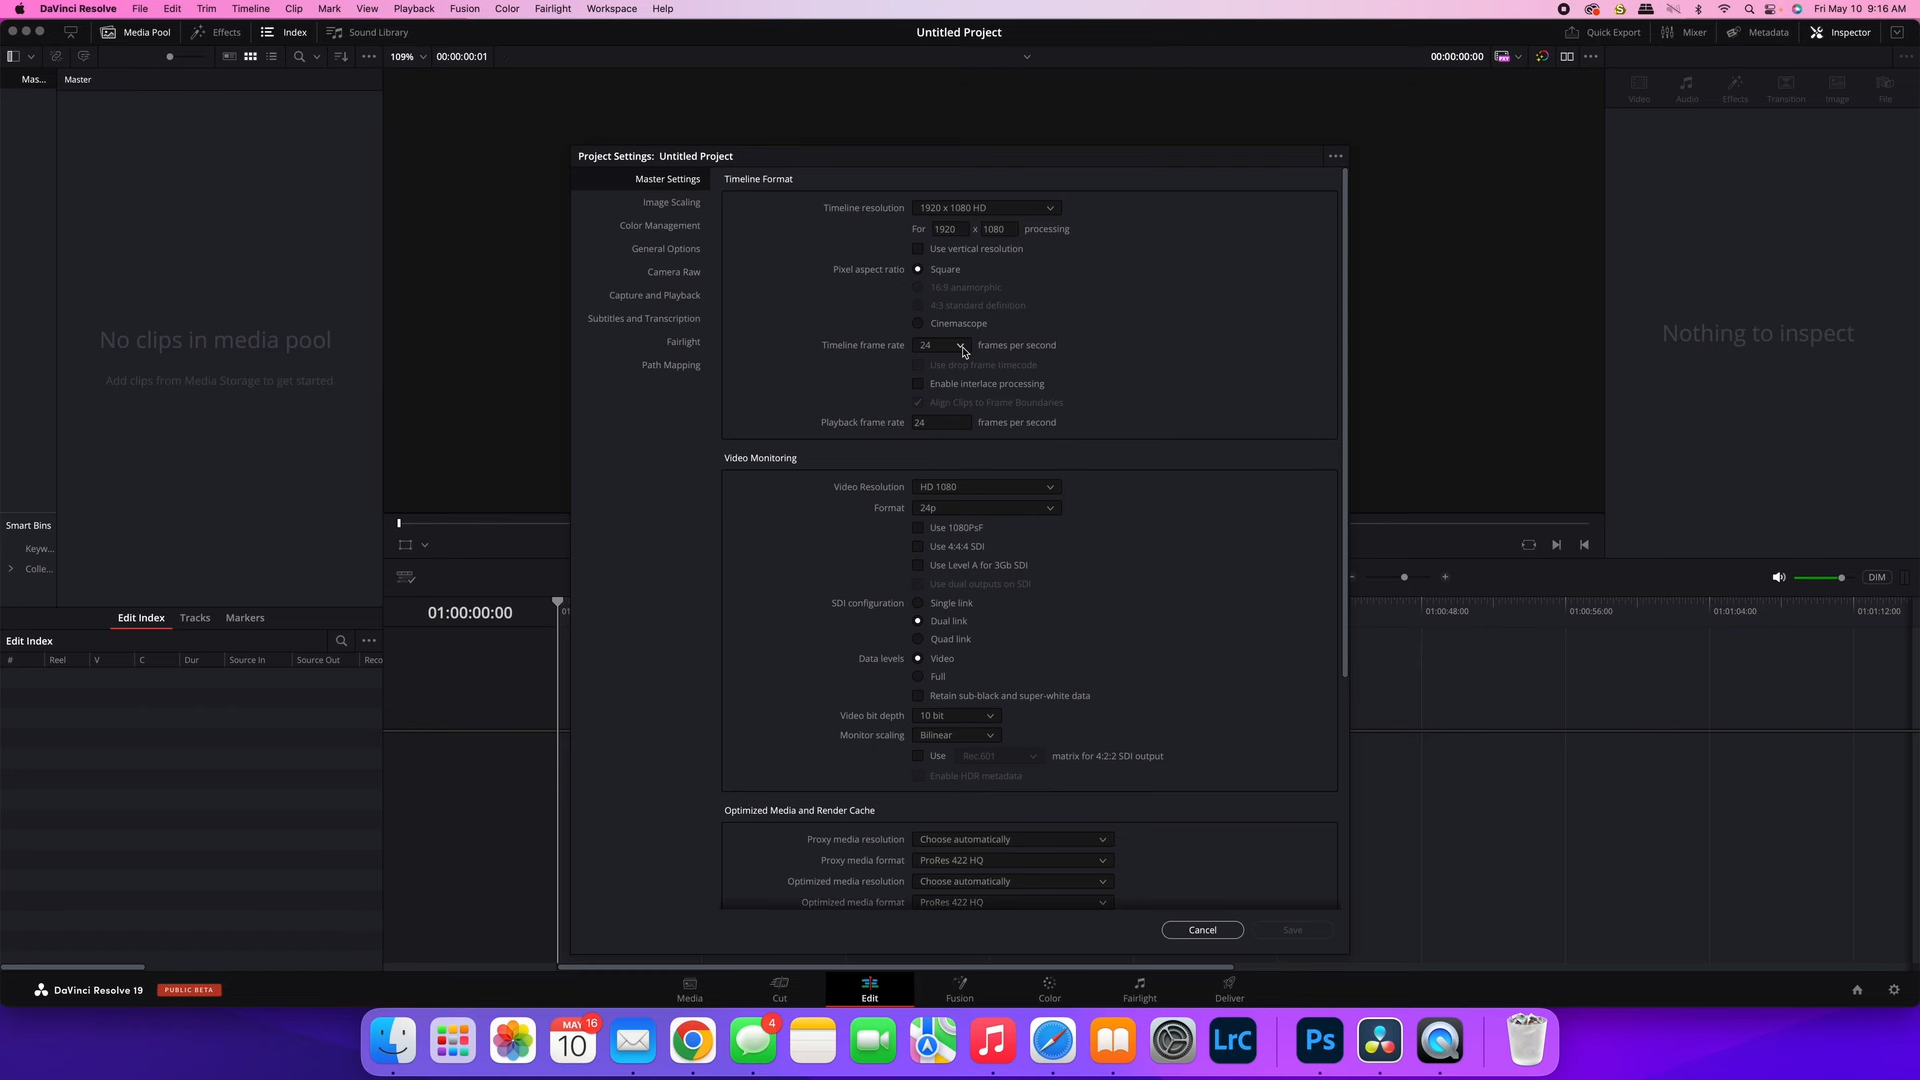 DaVinci Resolve File Edit Trim Timeline Clip Mark View Playback Fusion Color Fairlight Workspace Help Fri May 10 9:16 AM
Media Pool Effects Index Sound Library Untitled Project Quick Export Mixer Metadata Inspector
109% 00:00:00:01 00:00:00:00
Mas... Master
Video Audio Effects Transition Image File
No clips in media pool
Add clips from Media Storage to get started
Nothing to inspect
Project Settings: Untitled Project
Master Settings
Image Scaling
Color Management
General Options
Camera Raw
Capture and Playback
Subtitles and Transcription
Fairlight
Path Mapping
Timeline Format
Timeline resolution 1920 x 1080 HD
For 1920 x 1080 processing
Use vertical resolution
Pixel aspect ratio Square
16:9 anamorphic
4:3 standard definition
Cinemascope
Timeline frame rate 24 frames per second
Use drop frame timecode
Enable interlace processing
Align Clips to Frame Boundaries
Playback frame rate 24 frames per second
Video Monitoring
Video Resolution HD 1080
Format 24p
Use 1080PsF
Use 4:4:4 SDI
Use Level A for 3Gb SDI
Use dual outputs on SDI
SDI configuration Single link
Dual link
Quad link
Data levels Video
Full
Retain sub-black and super-white data
Video bit depth 10 bit
Monitor scaling Bilinear
Use Rec.601 matrix for 4:2:2 SDI output
Enable HDR metadata
Optimized Media and Render Cache
Proxy media resolution Choose automatically
Proxy media format ProRes 422 HQ
Optimized media resolution Choose automatically
Optimized media format ProRes 422 HQ
Cancel Save
Smart Bins
Keyw...
Colle...
Edit Index Tracks Markers
Edit Index
# Reel V C Dur Source In Source Out Reco
01:00:00:00
01:00:48:00 01:00:56:00 01:01:04:00 01:01:12:00
DIM
DaVinci Resolve 19 PUBLIC BETA
Media Cut Edit Fusion Color Fairlight Deliver
MAY 16
10
4
LrC
Ps